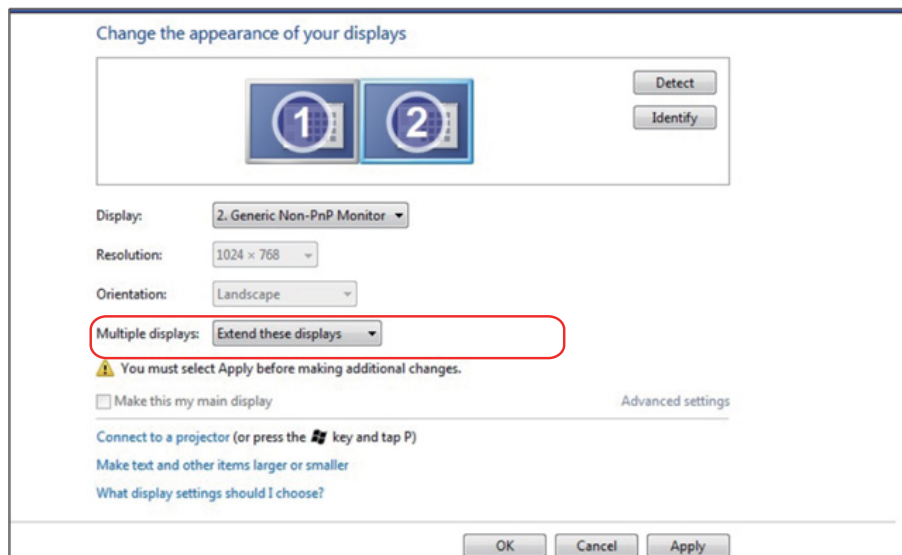 Change the appearance of your displays
1
2
Detect
Identify
Display:
2. Generic Non-PnP Monitor
Resolution:
1024 × 768
Orientation:
Landscape
Multiple displays:
Extend these displays
You must select Apply before making additional changes.
Make this my main display
Advanced settings
Connect to a projector (or press the key and tap P)
Make text and other items larger or smaller
What display settings should I choose?
OK
Cancel
Apply